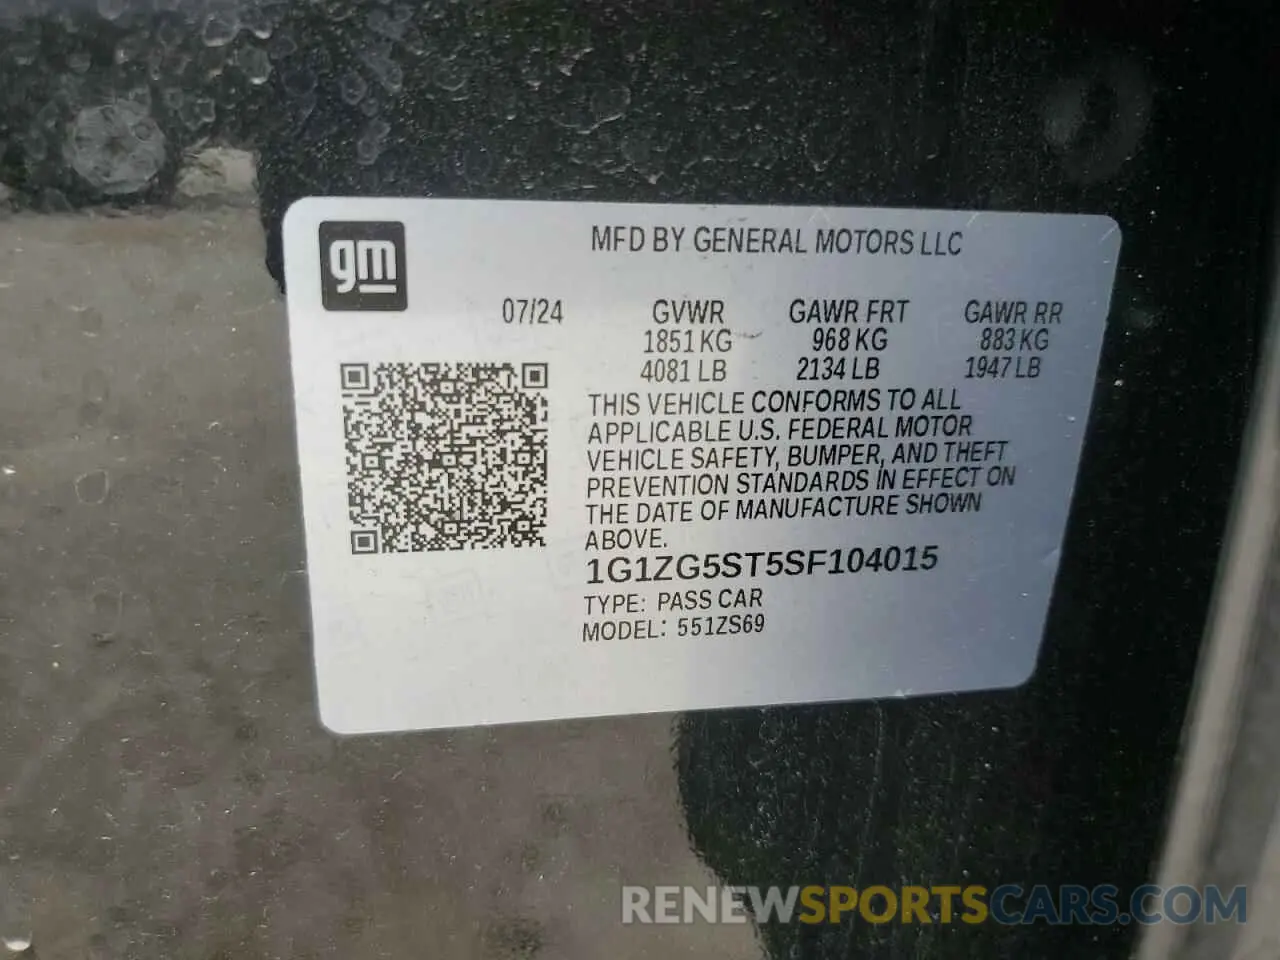 gm
MFD BY GENERAL MOTORS LLC
07/24 GVWR GAWR FRT GAWR RR
1851 KG 968 KG 883 KG
4081 LB 2134 LB 1947 LB
THIS VEHICLE CONFORMS TO ALL
APPLICABLE U.S. FEDERAL MOTOR
VEHICLE SAFETY, BUMPER, AND THEFT
PREVENTION STANDARDS IN EFFECT ON
THE DATE OF MANUFACTURE SHOWN
ABOVE.
1G1ZG5ST5SF104015
TYPE: PASS CAR
MODEL: 551ZS69
RENEWSPORTSCARS.COM